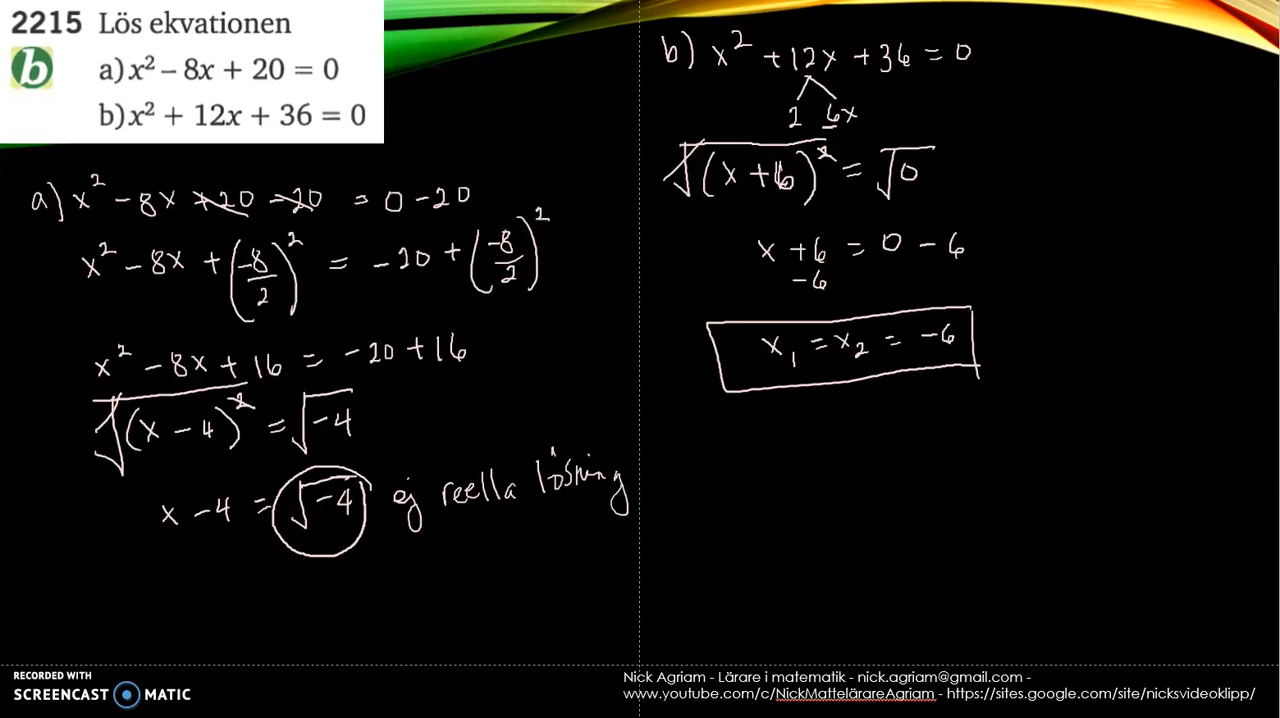 2215 Lös ekvationen
b
a) x² – 8x + 20 = 0
b) x² + 12x + 36 = 0
a) x² - 8x + 20 - 20 = 0 - 20
x² - 8x + (-8/2)² = -20 + (-8/2)²
x² - 8x + 16 = -20 + 16
√(x - 4)² = √-4
x - 4 = √-4 ej reella lösning
b) x² + 12x + 36 = 0
2 6x
√(x + 6)² = √0
x + 6 = 0 - 6
-6
x₁ = x₂ = -6
RECORDED WITH
SCREENCAST MATIC
Nick Agriam - Lärare i matematik - nick.agriam@gmail.com -
www.youtube.com/c/NickMattelärareAgriam - https://sites.google.com/site/nicksvideoklipp/